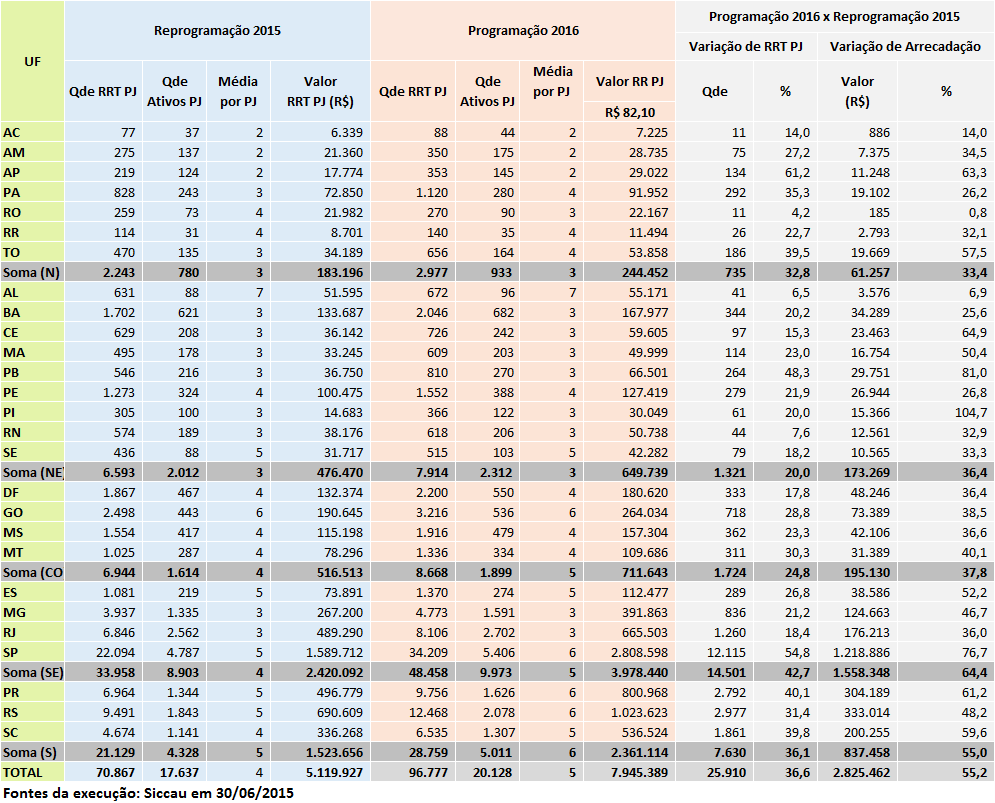 UF Reprogramação 2015 Programação 2016 Programação 2016 x Reprogramação 2015
Variação de RRT PJ Variação de Arrecadação
Qde RRT PJ Qde Ativos PJ Média por PJ Valor RRT PJ (R$) Qde RRT PJ Qde Ativos PJ Média por PJ Valor RR PJ Qde % Valor (R$) %
R$ 82,10
AC 77 37 2 6.339 88 44 2 7.225 11 14,0 886 14,0
AM 275 137 2 21.360 350 175 2 28.735 75 27,2 7.375 34,5
AP 219 124 2 17.774 353 145 2 29.022 134 61,2 11.248 63,3
PA 828 243 3 72.850 1.120 280 4 91.952 292 35,3 19.102 26,2
RO 259 73 4 21.982 270 90 3 22.167 11 4,2 185 0,8
RR 114 31 4 8.701 140 35 4 11.494 26 22,7 2.793 32,1
TO 470 135 3 34.189 656 164 4 53.858 186 39,5 19.669 57,5
Soma (N) 2.243 780 3 183.196 2.977 933 3 244.452 735 32,8 61.257 33,4
AL 631 88 7 51.595 672 96 7 55.171 41 6,5 3.576 6,9
BA 1.702 621 3 133.687 2.046 682 3 167.977 344 20,2 34.289 25,6
CE 629 208 3 36.142 726 242 3 59.605 97 15,3 23.463 64,9
MA 495 178 3 33.245 609 203 3 49.999 114 23,0 16.754 50,4
PB 546 216 3 36.750 810 270 3 66.501 264 48,3 29.751 81,0
PE 1.273 324 4 100.475 1.552 388 4 127.419 279 21,9 26.944 26,8
PI 305 100 3 14.683 366 122 3 30.049 61 20,0 15.366 104,7
RN 574 189 3 38.176 618 206 3 50.738 44 7,6 12.561 32,9
SE 436 88 5 31.717 515 103 5 42.282 79 18,2 10.565 33,3
Soma (NE) 6.593 2.012 3 476.470 7.914 2.312 3 649.739 1.321 20,0 173.269 36,4
DF 1.867 467 4 132.374 2.200 550 4 180.620 333 17,8 48.246 36,4
GO 2.498 443 6 190.645 3.216 536 6 264.034 718 28,8 73.389 38,5
MS 1.554 417 4 115.198 1.916 479 4 157.304 362 23,3 42.106 36,6
MT 1.025 287 4 78.296 1.336 334 4 109.686 311 30,3 31.389 40,1
Soma (CO 6.944 1.614 4 516.513 8.668 1.899 5 711.643 1.724 24,8 195.130 37,8
ES 1.081 219 5 73.891 1.370 274 5 112.477 289 26,8 38.586 52,2
MG 3.937 1.335 3 267.200 4.773 1.591 3 391.863 836 21,2 124.663 46,7
RJ 6.846 2.562 3 489.290 8.106 2.702 3 665.503 1.260 18,4 176.213 36,0
SP 22.094 4.787 5 1.589.712 34.209 5.406 6 2.808.598 12.115 54,8 1.218.886 76,7
Soma (SE) 33.958 8.903 4 2.420.092 48.458 9.973 5 3.978.440 14.501 42,7 1.558.348 64,4
PR 6.964 1.344 5 496.779 9.756 1.626 6 800.968 2.792 40,1 304.189 61,2
RS 9.491 1.843 5 690.609 12.468 2.078 6 1.023.623 2.977 31,4 333.014 48,2
SC 4.674 1.141 4 336.268 6.535 1.307 5 536.524 1.861 39,8 200.255 59,6
Soma (S) 21.129 4.328 5 1.523.656 28.759 5.011 6 2.361.114 7.630 36,1 837.458 55,0
TOTAL 70.867 17.637 4 5.119.927 96.777 20.128 5 7.945.389 25.910 36,6 2.825.462 55,2
Fontes da execução: Siccau em 30/06/2015